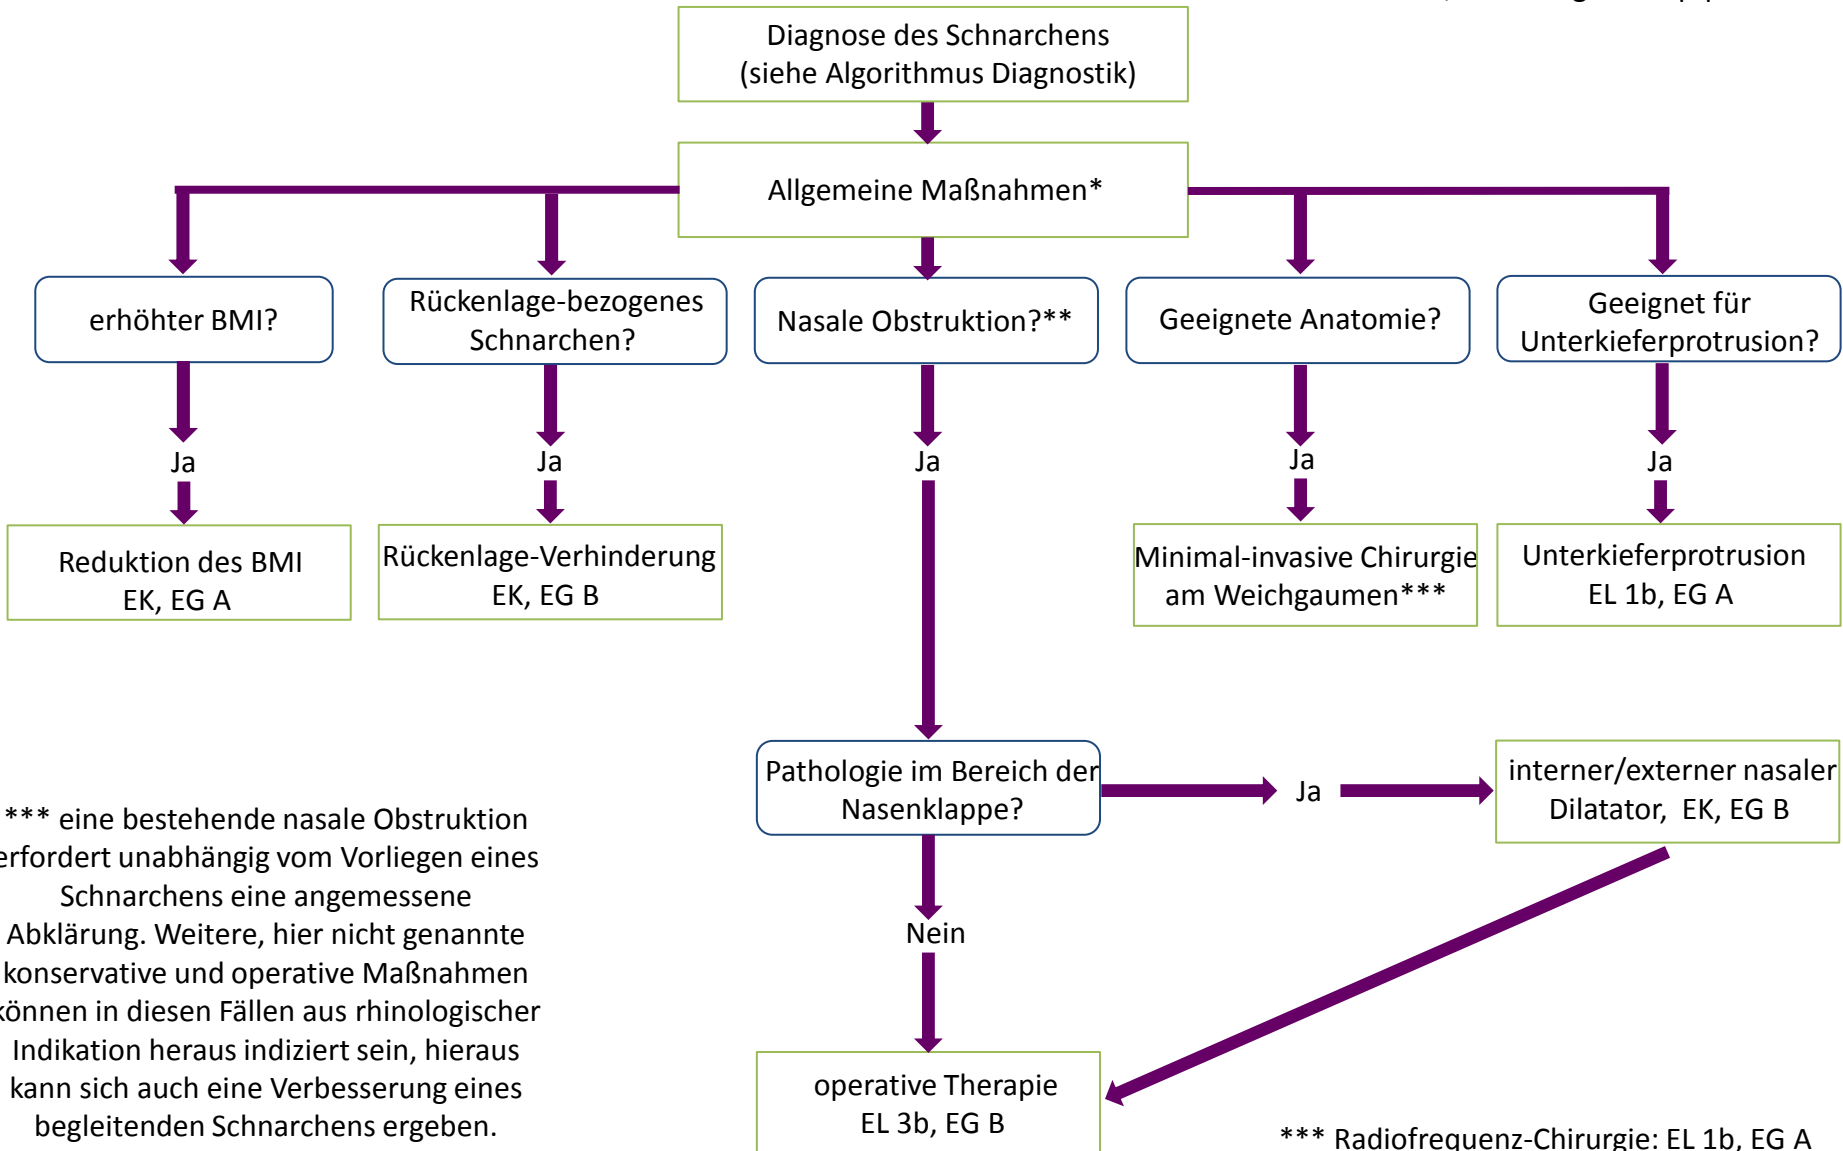 Diagnose des Schnarchens
(siehe Algorithmus Diagnostik)
Allgemeine Maßnahmen*
erhöhter BMI?
Rückenlage-bezogenes
Schnarchen?
Nasale Obstruktion?**
Geeignete Anatomie?
Geeignet für
Unterkieferprotrusion?
Ja
Ja
Ja
Ja
Ja
Reduktion des BMI
EK, EG A
Rückenlage-Verhinderung
EK, EG B
Minimal-invasive Chirurgie
am Weichgaumen***
Unterkieferprotrusion
EL 1b, EG A
Pathologie im Bereich der
Nasenklappe?
Ja
interner/externer nasaler
Dilatator, EK, EG B
Nein
operative Therapie
EL 3b, EG B
*** eine bestehende nasale Obstruktion
erfordert unabhängig vom Vorliegen eines
Schnarchens eine angemessene
Abklärung. Weitere, hier nicht genannte
konservative und operative Maßnahmen
können in diesen Fällen aus rhinologischer
Indikation heraus indiziert sein, hieraus
kann sich auch eine Verbesserung eines
begleitenden Schnarchens ergeben.
*** Radiofrequenz-Chirurgie: EL 1b, EG A